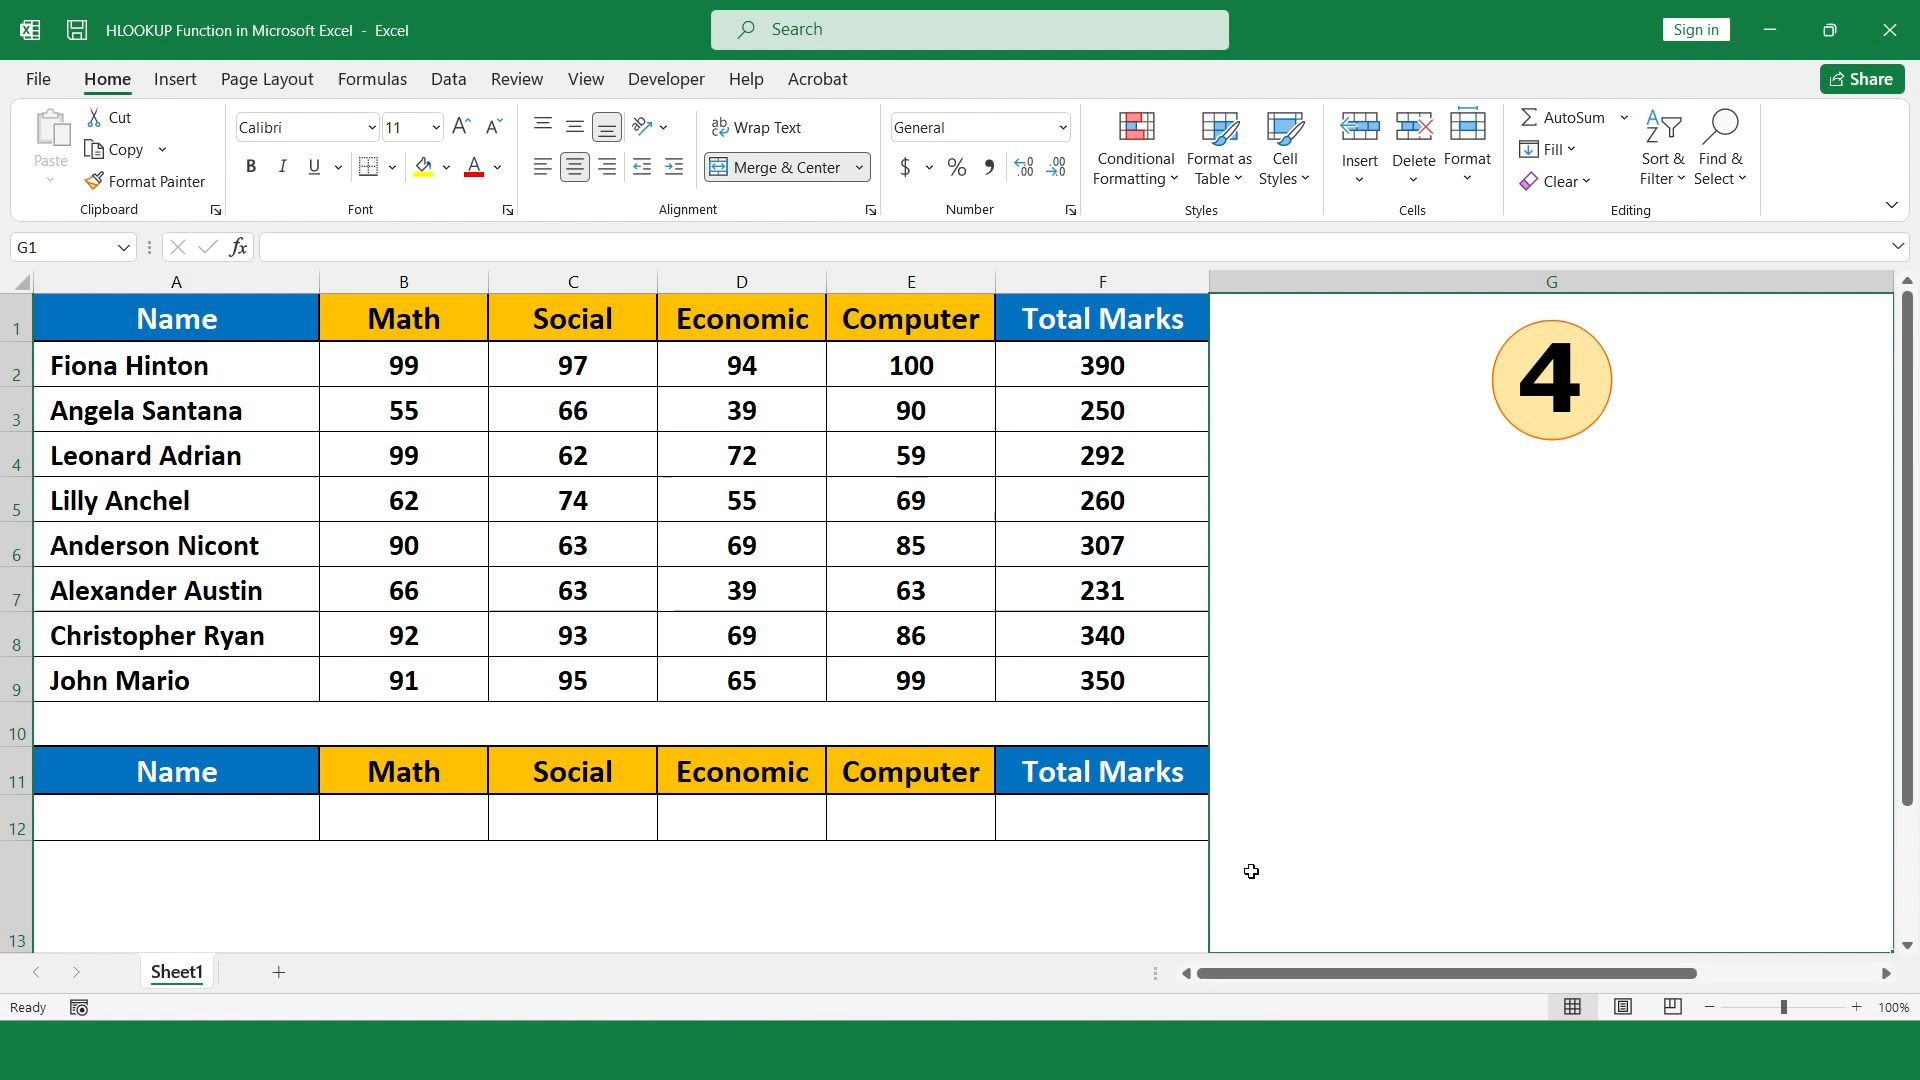 HLOOKUP Function in Microsoft Excel - Excel
Search
Sign in
File Home Insert Page Layout Formulas Data Review View Developer Help Acrobat
Share
Paste
Cut
Copy
Format Painter
Clipboard
Calibri 11
B I U
Font
Wrap Text
Merge & Center
Alignment
General
$ %
Number
Conditional Formatting
Format as Table
Cell Styles
Styles
Insert Delete Format
Cells
AutoSum
Fill
Clear
Sort & Filter
Find & Select
Editing
G1
fx
A B C D E F G
1 Name Math Social Economic Computer Total Marks
2 Fiona Hinton 99 97 94 100 390
3 Angela Santana 55 66 39 90 250
4 Leonard Adrian 99 62 72 59 292
5 Lilly Anchel 62 74 55 69 260
6 Anderson Nicont 90 63 69 85 307
7 Alexander Austin 66 63 39 63 231
8 Christopher Ryan 92 93 69 86 340
9 John Mario 91 95 65 99 350
10
11 Name Math Social Economic Computer Total Marks
12
13
4
Sheet1
Ready
100%